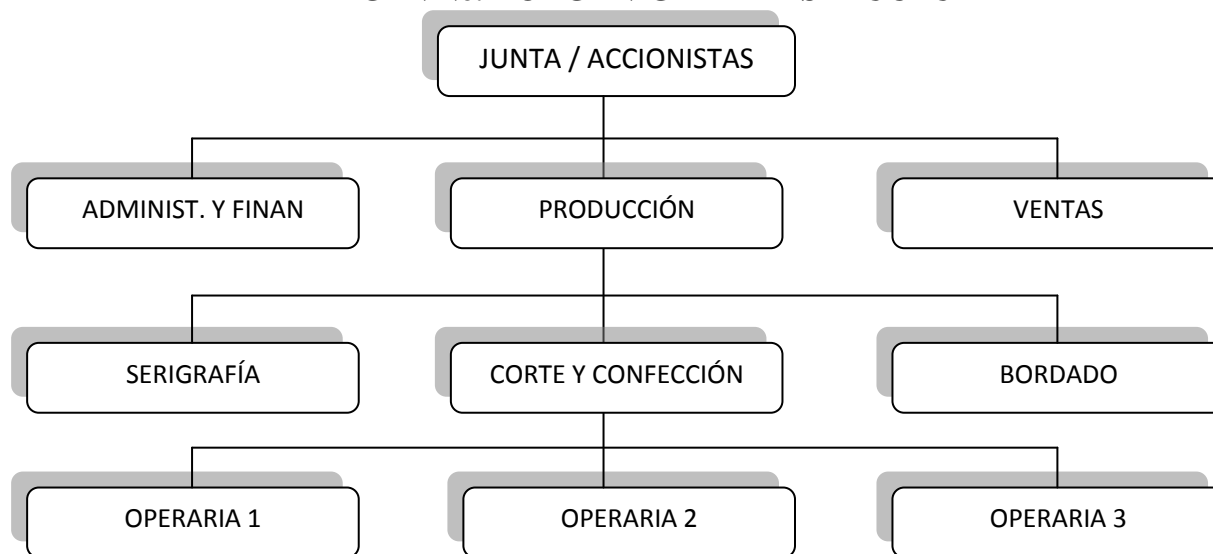 JUNTA / ACCIONISTAS
ADMINIST. Y FINAN
PRODUCCIÓN
VENTAS
SERIGRAFÍA
CORTE Y CONFECCIÓN
BORDADO
OPERARIA 1
OPERARIA 2
OPERARIA 3